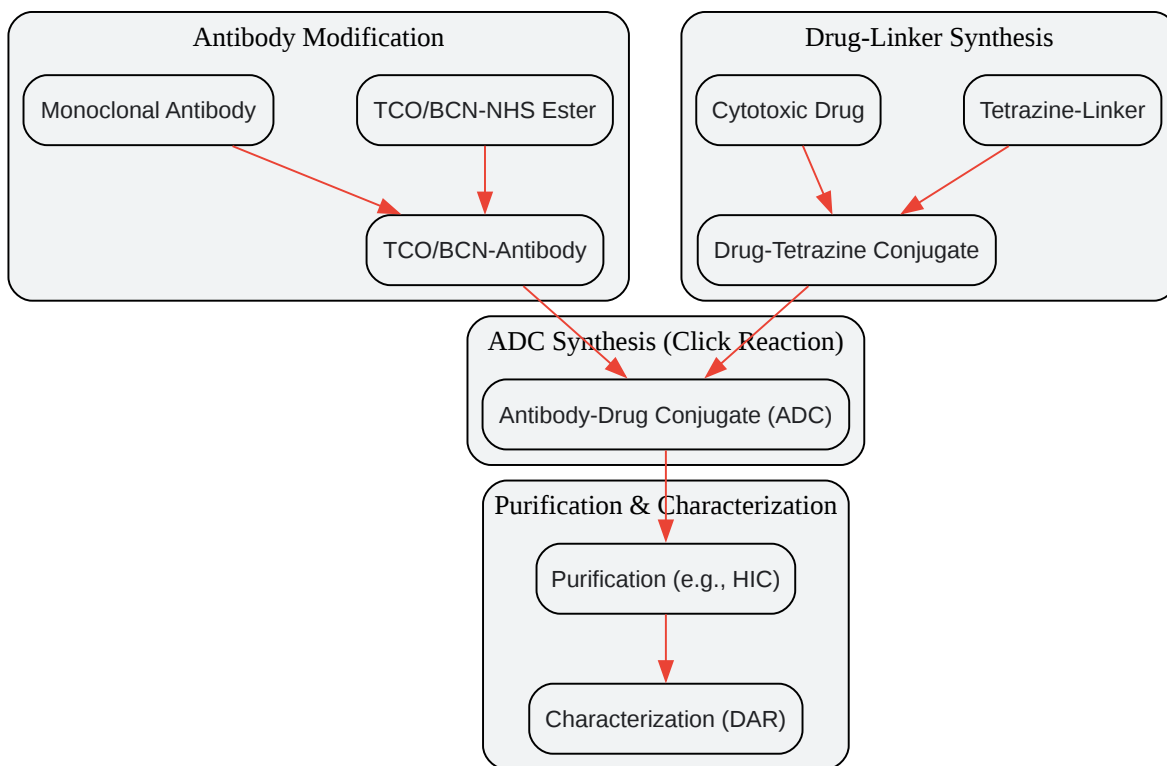 Antibody Modification
Drug-Linker Synthesis
Monoclonal Antibody
TCO/BCN-NHS Ester
Cytotoxic Drug
Tetrazine-Linker
TCO/BCN-Antibody
Drug-Tetrazine Conjugate
ADC Synthesis (Click Reaction)
Antibody-Drug Conjugate (ADC)
Purification & Characterization
Purification (e.g., HIC)
Characterization (DAR)